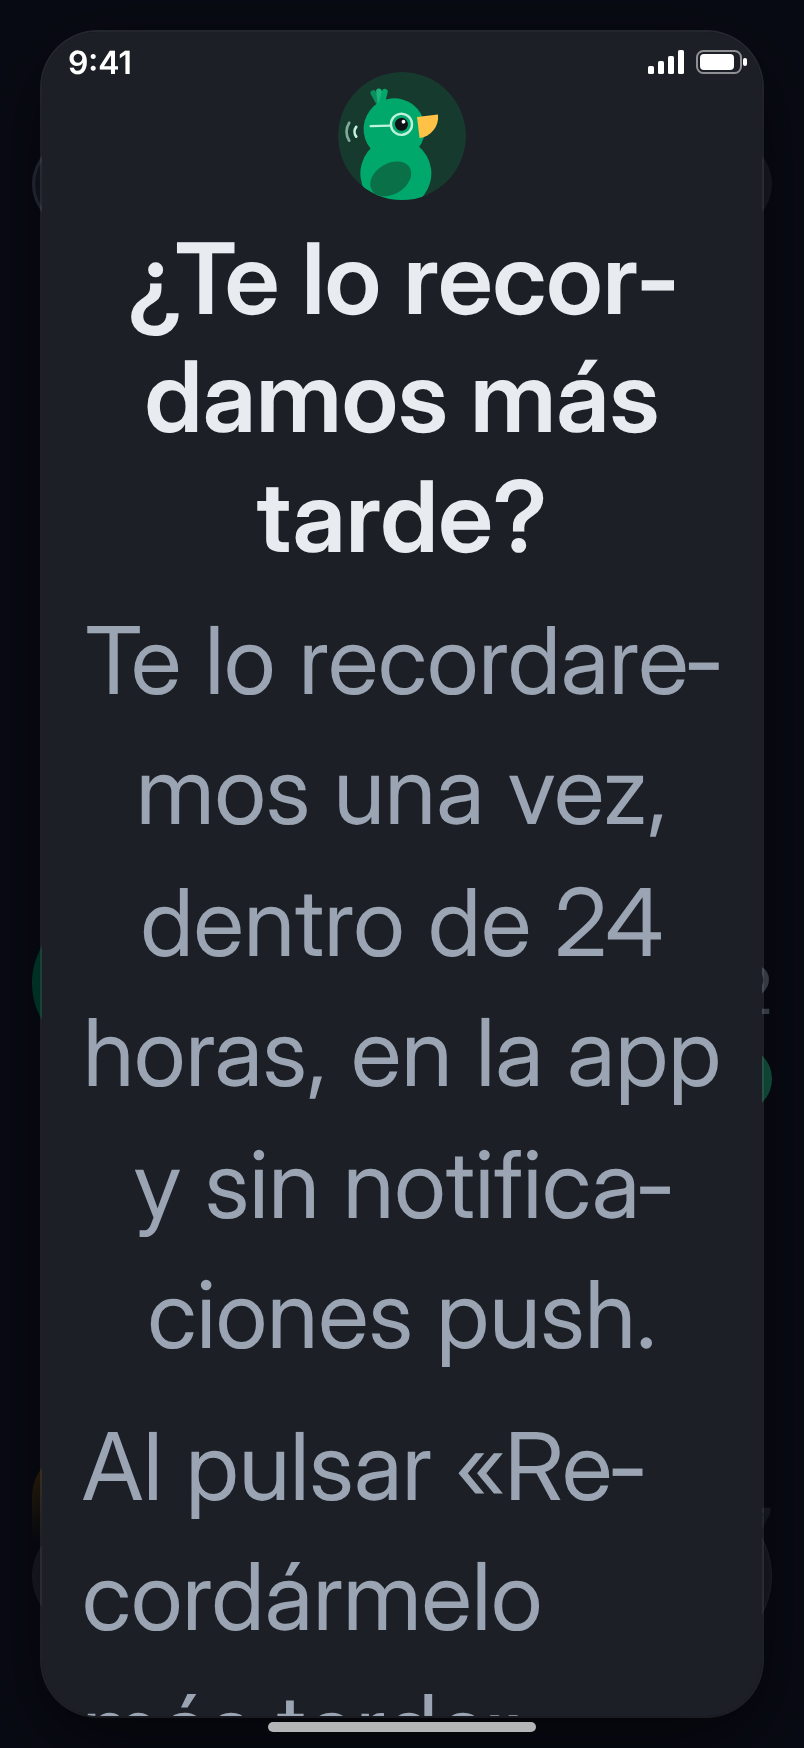 9:41
¿Te lo recor-
damos más
tarde?
Te lo recordare-
mos una vez,
dentro de 24
horas, en la app
y sin notifica-
ciones push.
Al pulsar «Re-
cordármelo